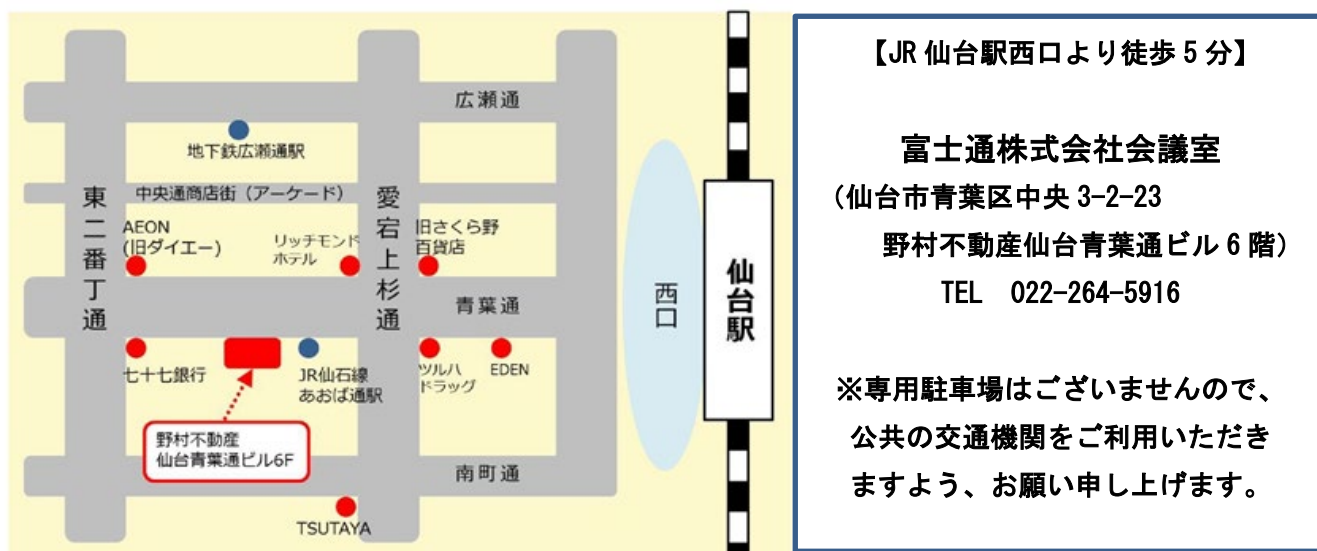 広瀬通
地下鉄広瀬通駅
中央通商店街（アーケード）
東二番丁通
愛宕上杉通
AEON
(旧ダイエー)
リッチモンド
ホテル
旧さくら野
百貨店
青葉通
西口
仙台駅
七十七銀行
JR仙石線
あおば通駅
ツルハ
ドラッグ
EDEN
野村不動産
仙台青葉通ビル6F
南町通
TSUTAYA
【JR 仙台駅西口より徒歩 5 分】
富士通株式会社会議室
（仙台市青葉区中央 3-2-23
野村不動産仙台青葉通ビル 6 階）
TEL 022-264-5916
※専用駐車場はございませんので、
公共の交通機関をご利用いただき
ますよう、お願い申し上げます。